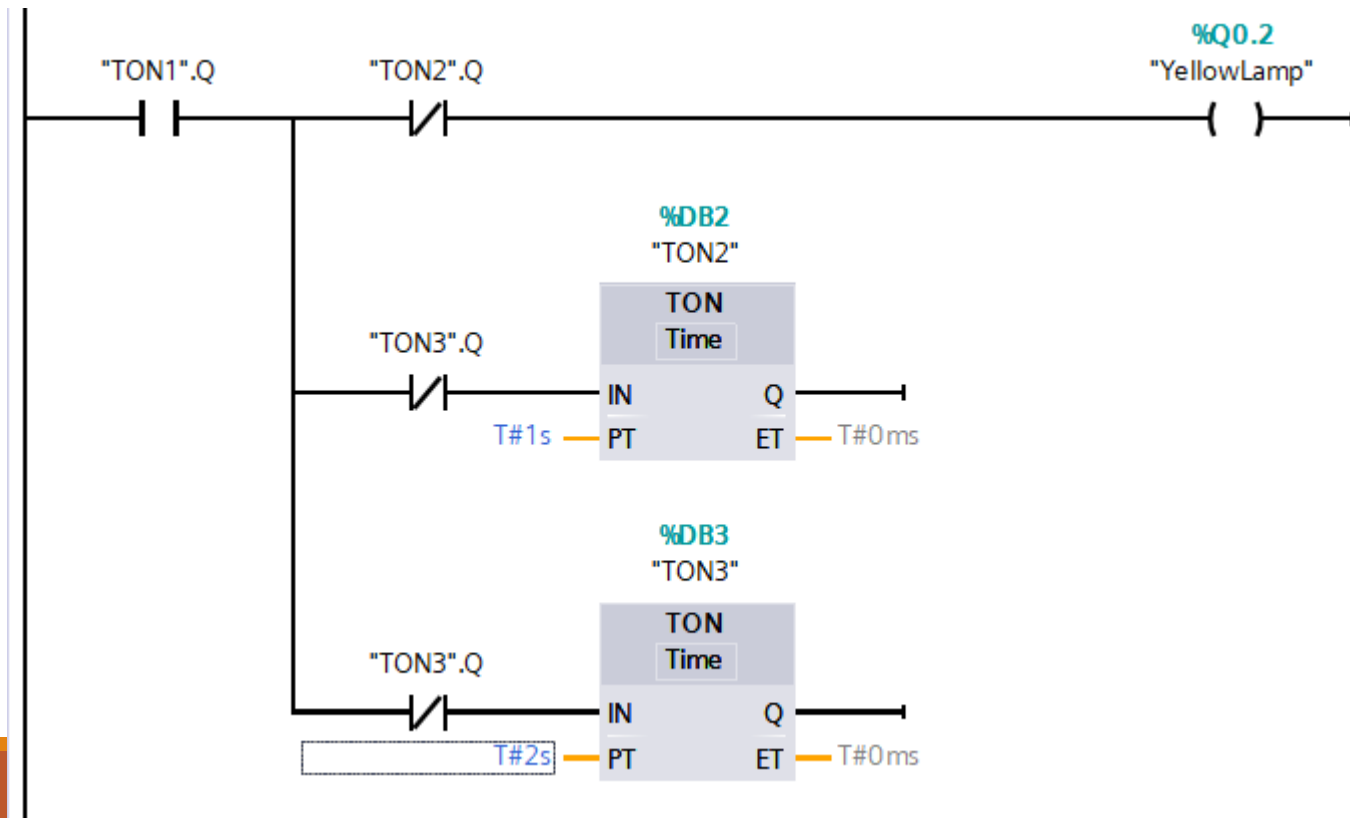 %Q0.2
"TON1".Q "TON2".Q "YellowLamp"
%DB2
"TON2"
TON
"TON3".Q Time
IN Q
T#1s PT ET T#0ms
%DB3
"TON3"
TON
"TON3".Q Time
IN Q
T#2s PT ET T#0ms